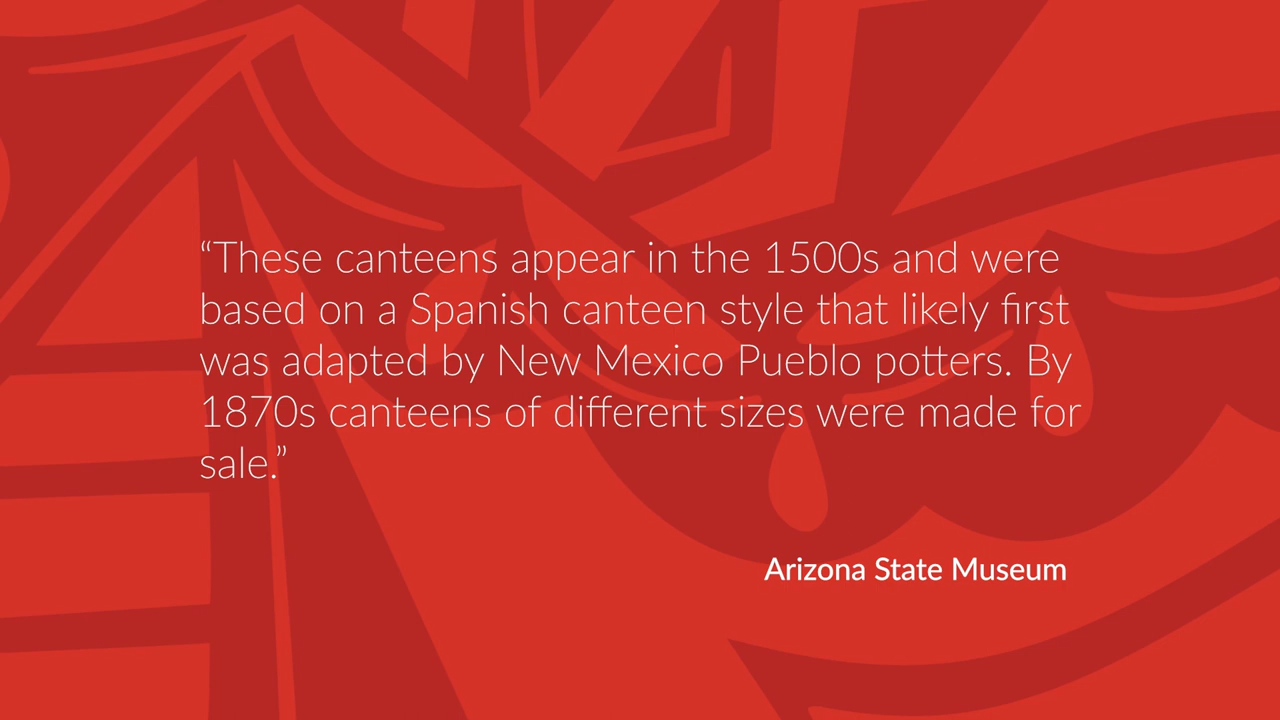 “These canteens appear in the 1500s and were
based on a Spanish canteen style that likely first
was adapted by New Mexico Pueblo potters. By
1870s canteens of different sizes were made for
sale.”
Arizona State Museum